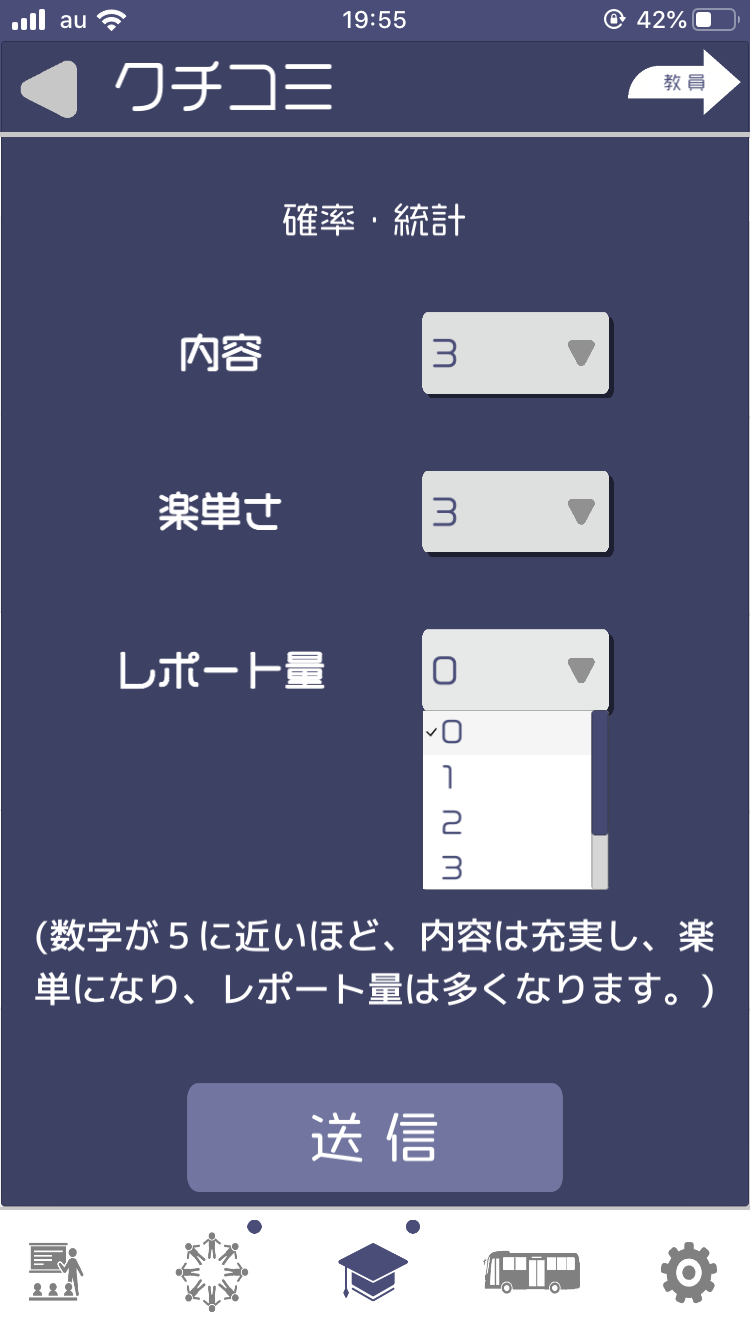 au 19:55 42%
クチコミ 教員
確率・統計
内容 3
楽単さ 3
レポート量 0
0
1
2
3
(数字が5に近いほど、内容は充実し、楽
単になり、レポート量は多くなります。)
送信